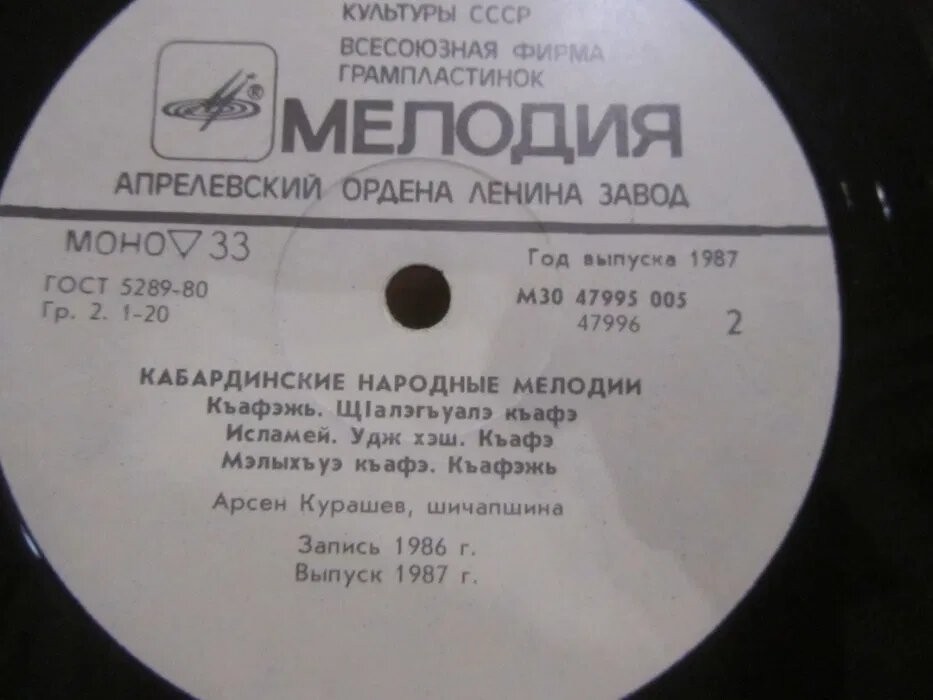 КУЛЬТУРЫ СССР
ВСЕСОЮЗНАЯ ФИРМА
ГРАМПЛАСТИНОК
®
МЕЛОДИЯ
АПРЕЛЕВСКИЙ ОРДЕНА ЛЕНИНА ЗАВОД
МОНО ▽ 33
ГОСТ 5289-80
Гр. 2. 1-20
Год выпуска 1987
М30 47995 005
47996
2
КАБАРДИНСКИЕ НАРОДНЫЕ МЕЛОДИИ
Къафэжь. ЩIалэгъуалэ къафэ
Исламей. Удж хэш. Къафэ
Мэлыхъуэ къафэ. Къафэжь
Арсен Курашев, шичапшина
Запись 1986 г.
Выпуск 1987 г.